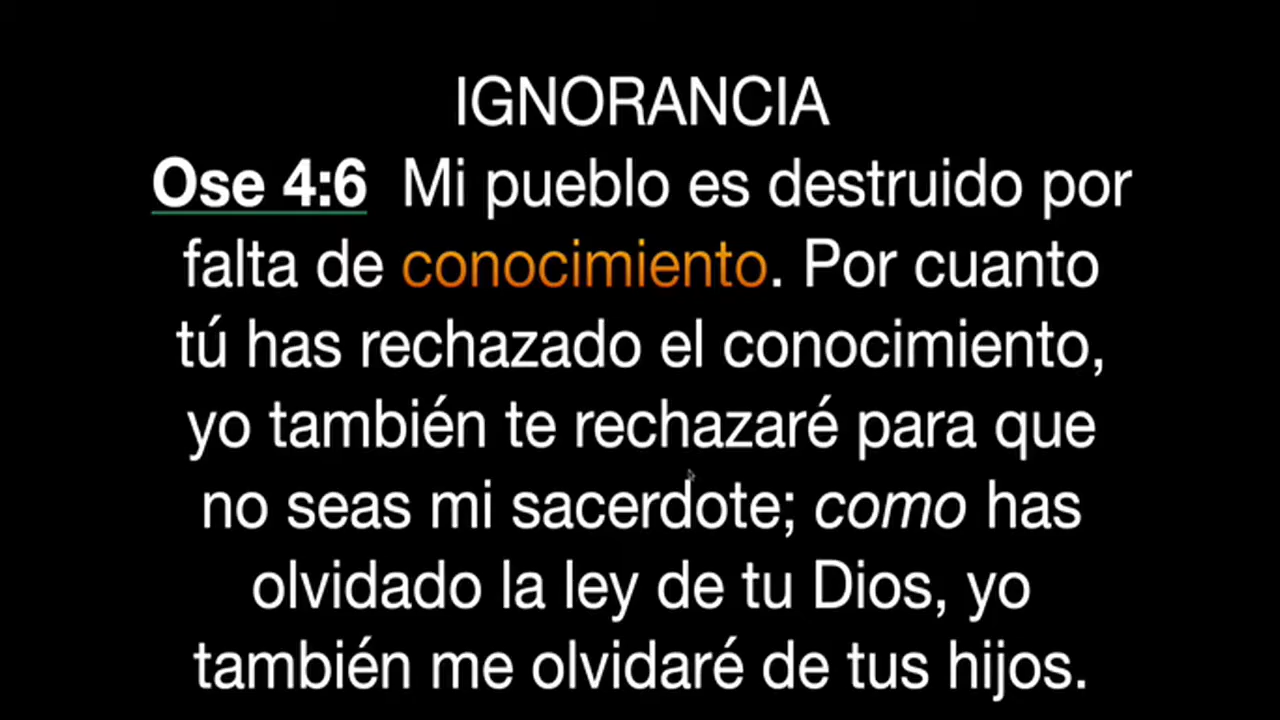 IGNORANCIA
Ose 4:6 Mi pueblo es destruido por
falta de conocimiento. Por cuanto
tú has rechazado el conocimiento,
yo también te rechazaré para que
no seas mi sacerdote; como has
olvidado la ley de tu Dios, yo
también me olvidaré de tus hijos.